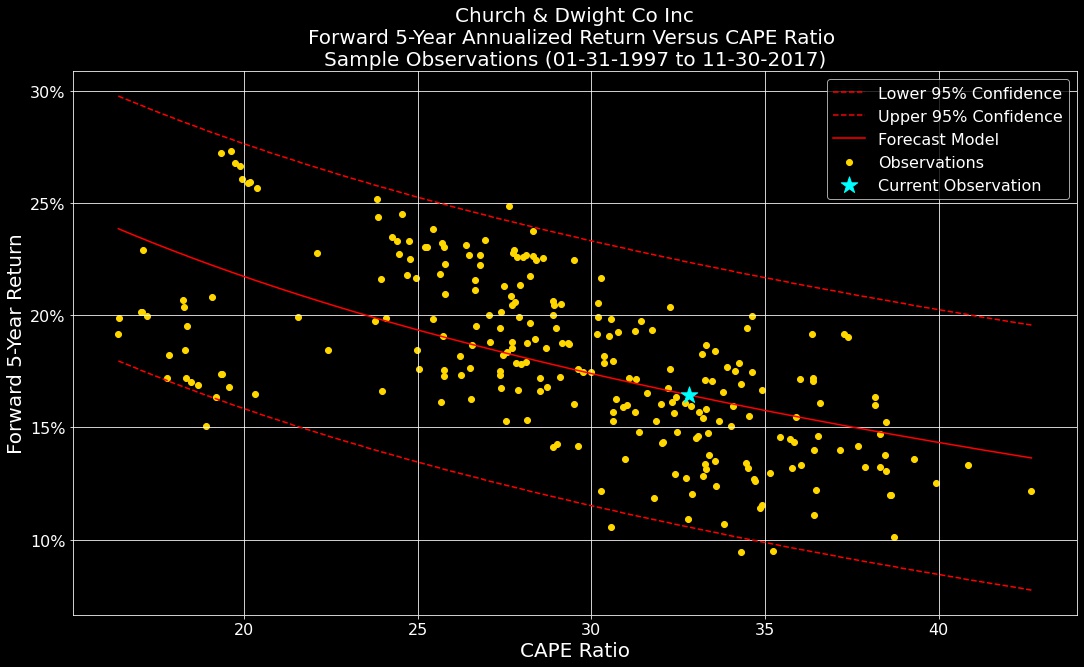 Church & Dwight Co Inc
Forward 5-Year Annualized Return Versus CAPE Ratio
Sample Observations (01-31-1997 to 11-30-2017)
Lower 95% Confidence
Upper 95% Confidence
Forecast Model
Observations
Current Observation
Forward 5-Year Return
30%
25%
20%
15%
10%
20 25 30 35 40
CAPE Ratio